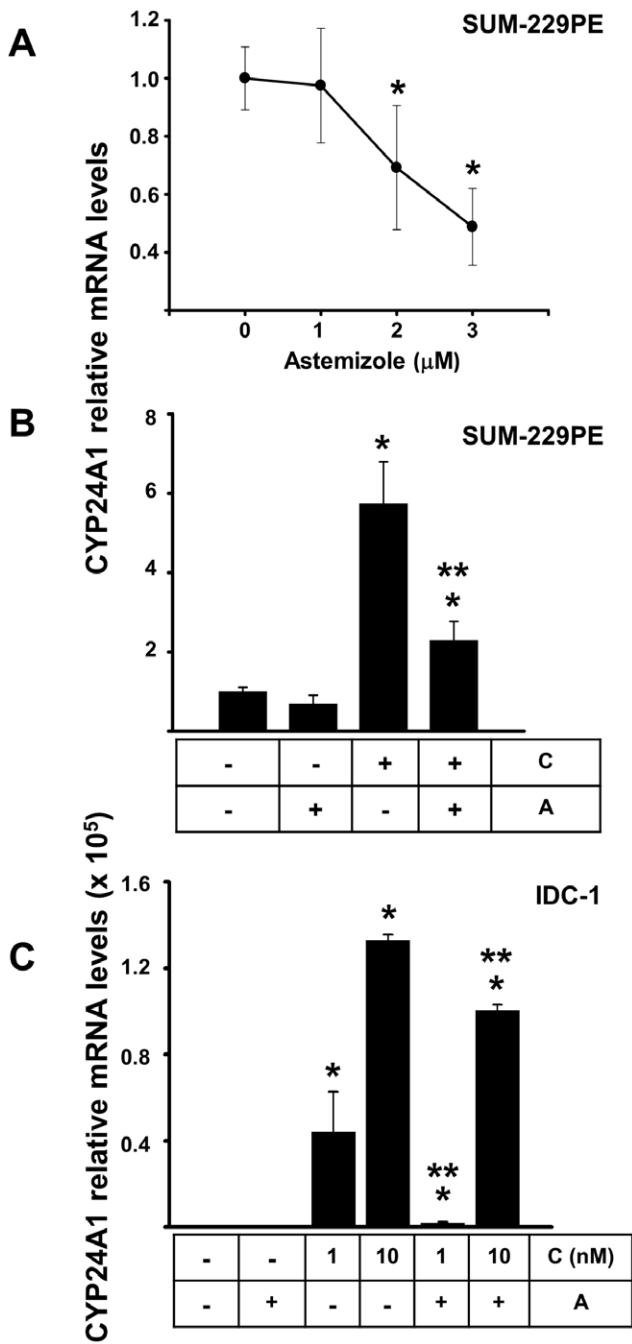 A
SUM-229PE
CYP24A1 relative mRNA levels
1.2
1.0
0.8
0.6
0.4
*
*
0
1
2
3
Astemizole (μM)
B
SUM-229PE
8
6
4
2
*
**
*
- - + + C
- + - + A
C
IDC-1
CYP24A1 relative mRNA levels (x 10⁵)
1.6
1.2
0.8
0.4
*
*
**
*
**
*
- - 1 10 1 10 C (nM)
- + - - + + A